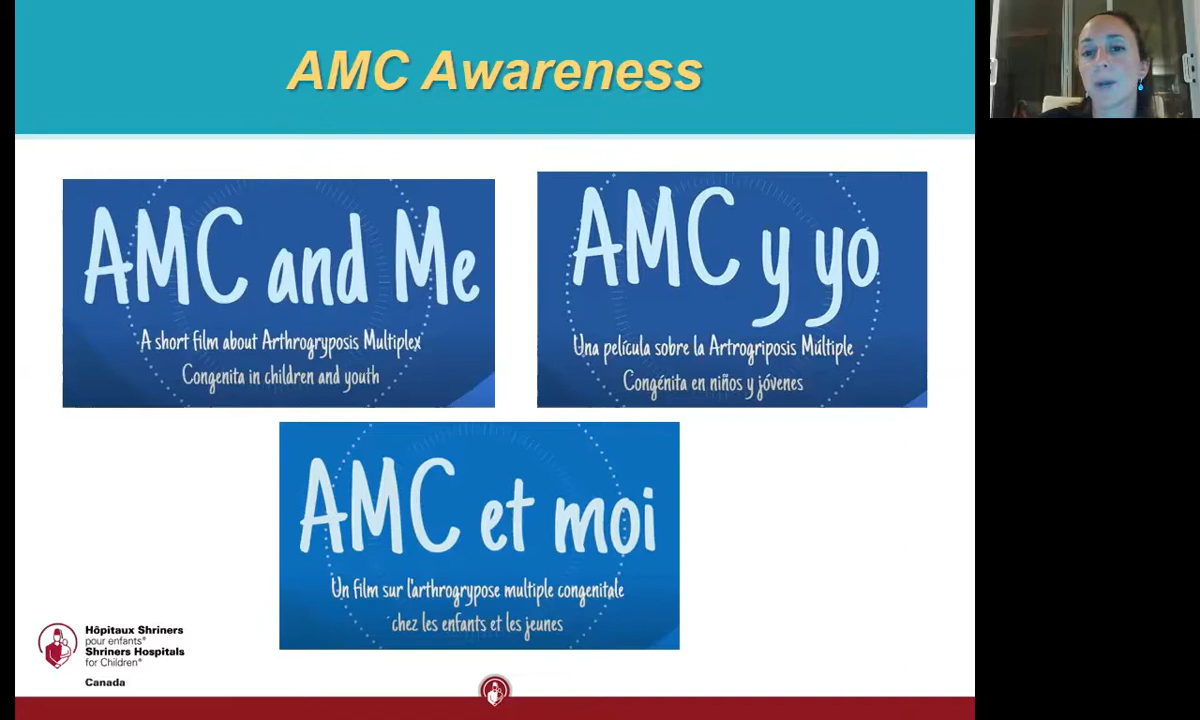 AMC Awareness
AMC and Me
A short film about Arthrogryposis Multiplex
Congenita in children and youth
AMC y yo
Una película sobre la Artrogriposis Múltiple
Congénita en niños y jóvenes
AMC et moi
Un film sur l'arthrogrypose multiple congenitale
chez les enfants et les jeunes
Hôpitaux Shriners
pour enfants®
Shriners Hospitals
for Children®
Canada